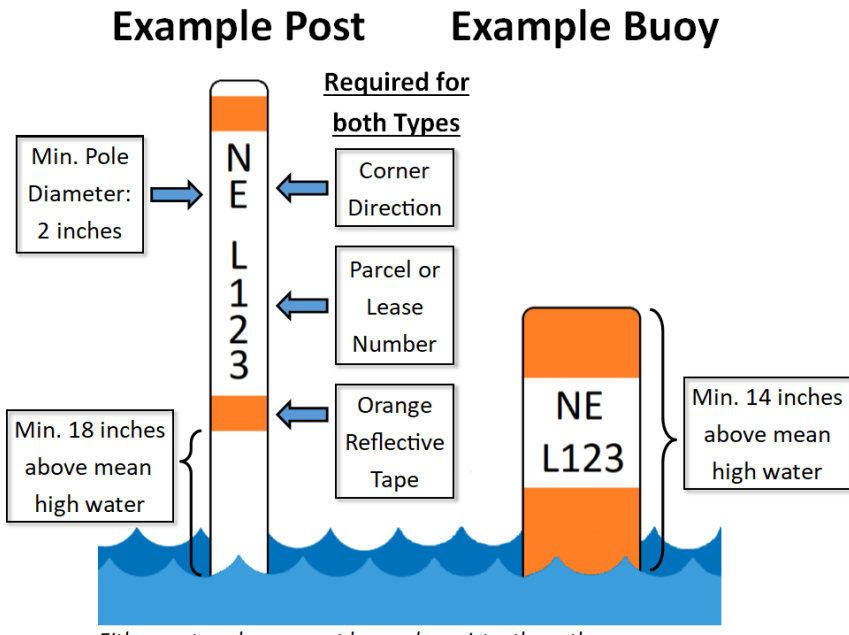 Example Post
Example Buoy
Required for
both Types
Min. Pole
Diameter:
2 inches
N
E
L
1
2
3
Corner
Direction
Parcel or
Lease
Number
Orange
Reflective
Tape
Min. 18 inches
above mean
high water
NE
L123
Min. 14 inches
above mean
high water